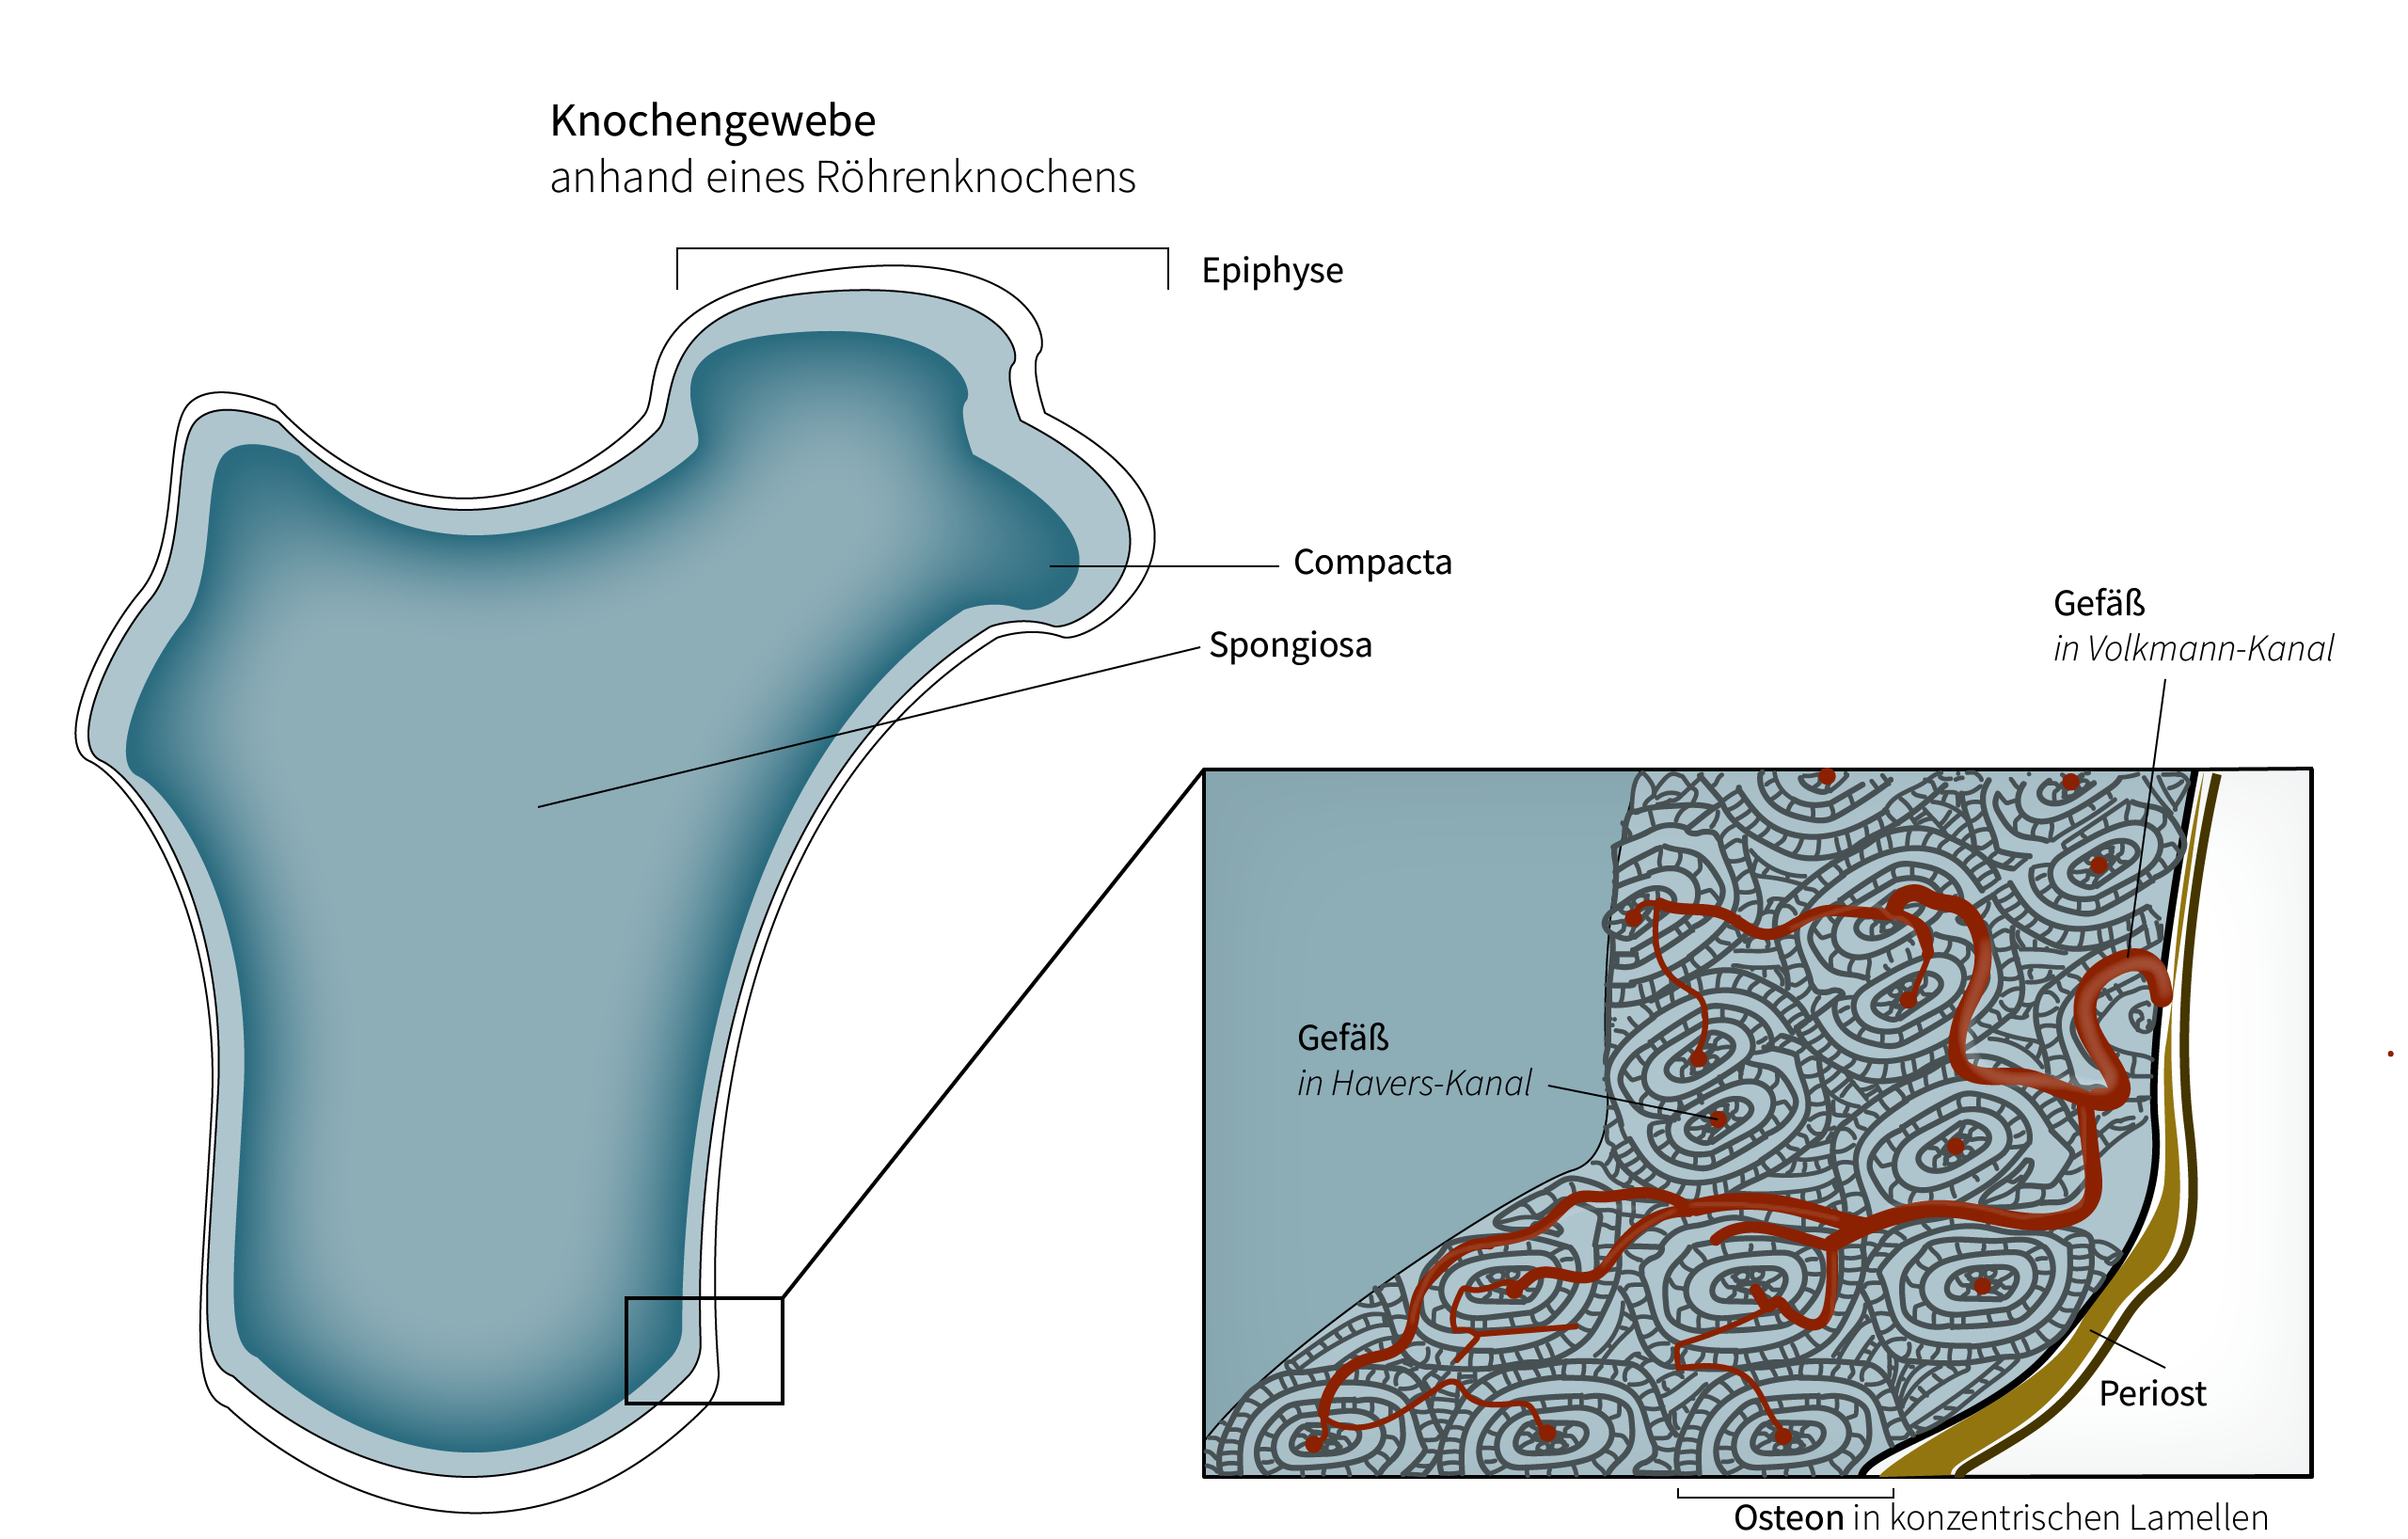 Knochengewebe
anhand eines Röhrenknochens
Epiphyse
Compacta
Spongiosa
Gefäß
in Volkmann-Kanal
Gefäß
in Havers-Kanal
Periost
Osteon in konzentrischen Lamellen